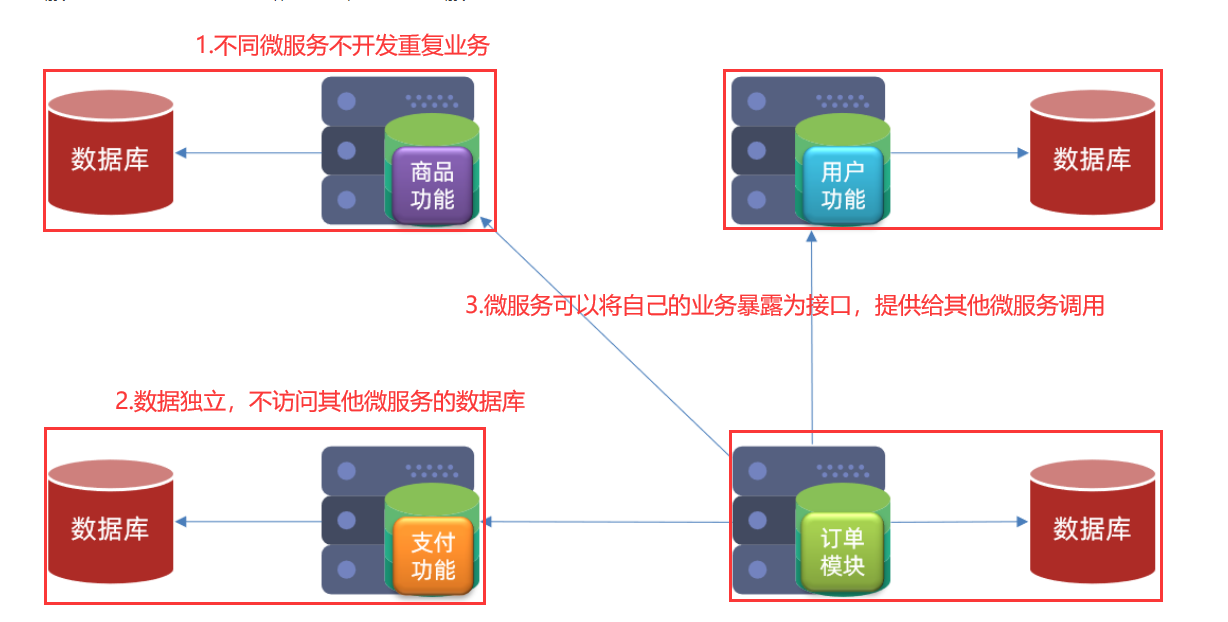 1.不同微服务不开发重复业务
数据库
商品
功能
用户
功能
数据库
3.微服务可以将自己的业务暴露为接口，提供给其他微服务调用
2.数据独立，不访问其他微服务的数据库
数据库
支付
功能
订单
模块
数据库